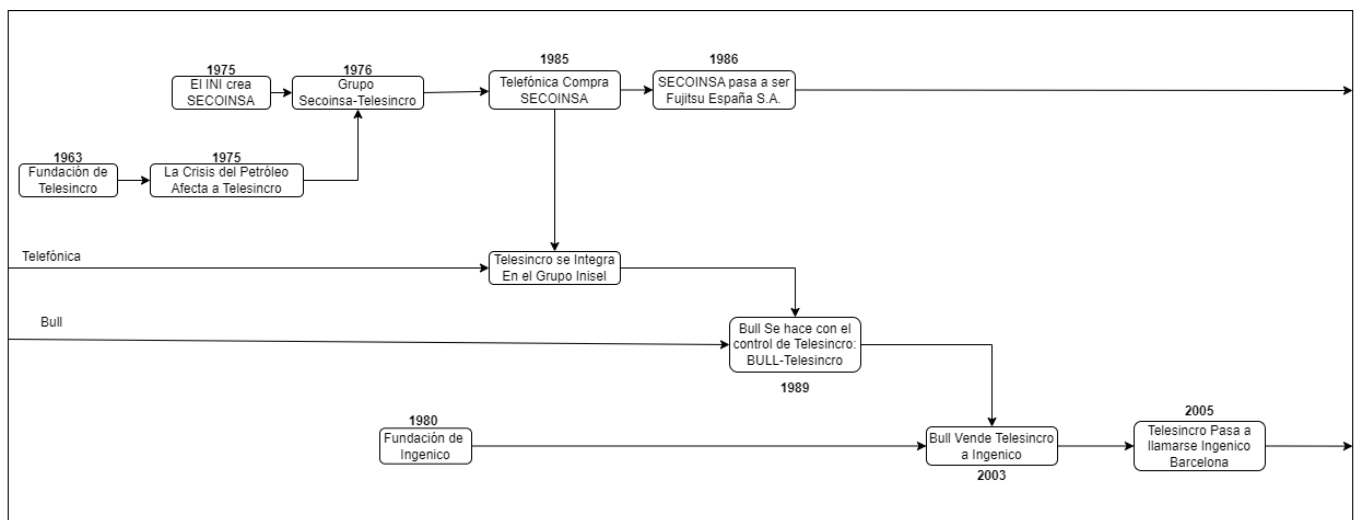 1975
El INI crea
SECOINSA
1976
Grupo
Secoinsa-Telesincro
1985
Telefónica Compra
SECOINSA
1986
SECOINSA pasa a ser
Fujitsu España S.A.
1963
Fundación de
Telesincro
1975
La Crisis del Petróleo
Afecta a Telesincro
Telefónica
Telesincro se Integra
En el Grupo Inisel
Bull
Bull Se hace con el
control de Telesincro:
BULL-Telesincro
1989
1980
Fundación de
Ingenico
Bull Vende Telesincro
a Ingenico
2003
2005
Telesincro Pasa a
llamarse Ingenico
Barcelona